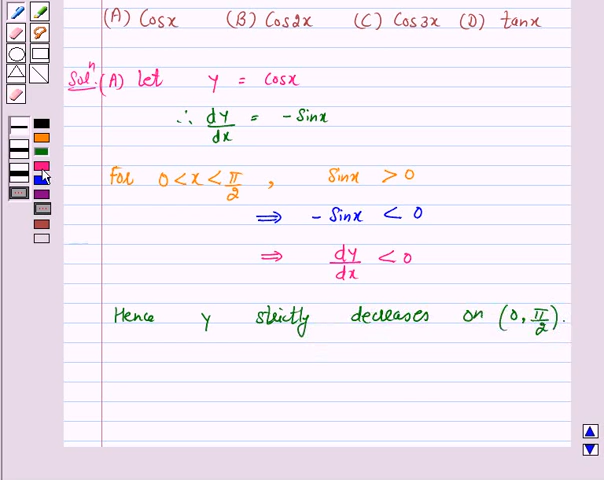 (A) Cosx (B) Cos2x (C) Cos3x (D) tanx
Solⁿ. (A) let y = cosx
∴ dy/dx = -Sinx
For 0 < x < π/2 , Sinx > 0
⇒ - Sinx < 0
⇒ dy/dx < 0
Hence y strictly decreases on (0, π/2).